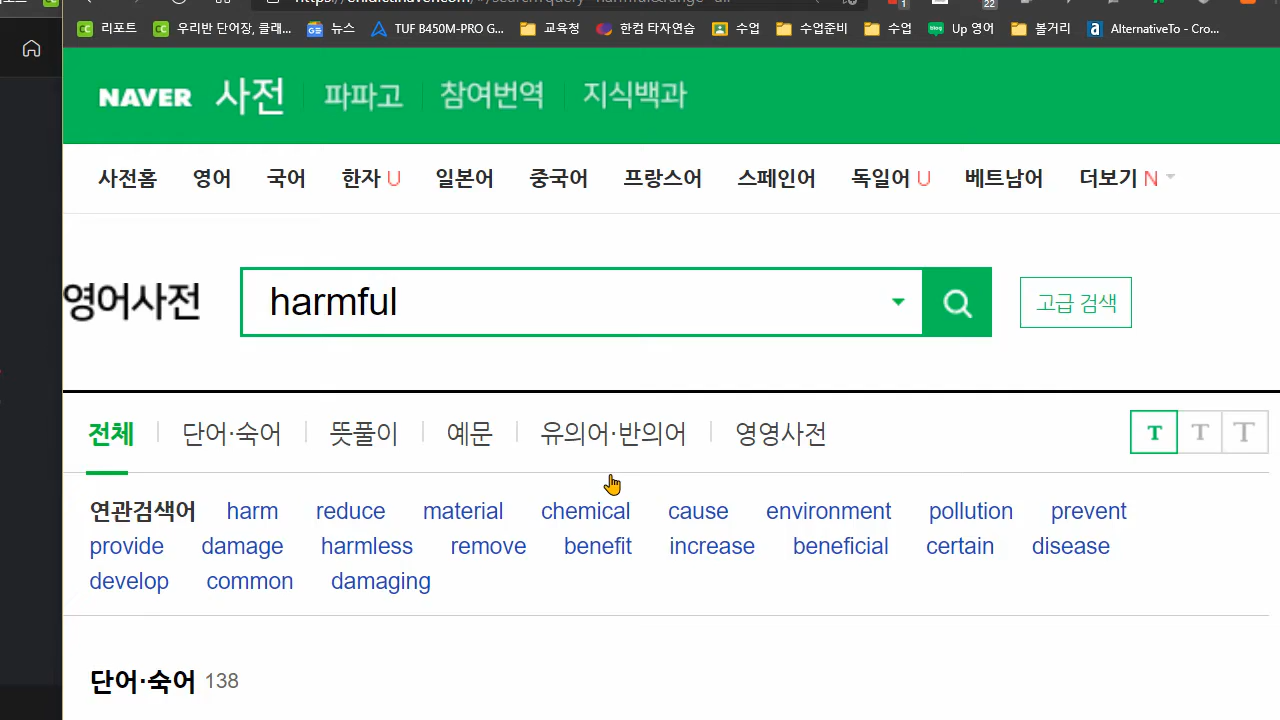 리포트 우리반 단어장, 클래... 뉴스 TUF B450M-PRO G... 교육청 한컴 타자연습 수업 수업준비 수업 Up 영어 볼거리 AlternativeTo - Cro...
NAVER 사전 파파고 참여번역 지식백과
사전홈 영어 국어 한자 U 일본어 중국어 프랑스어 스페인어 독일어 U 베트남어 더보기 N
영어사전 harmful 고급 검색
전체 단어·숙어 뜻풀이 예문 유의어·반의어 영영사전 T T T
연관검색어 harm reduce material chemical cause environment pollution prevent
provide damage harmless remove benefit increase beneficial certain disease
develop common damaging
단어·숙어 138